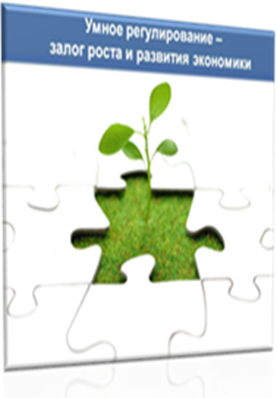 Умное регулирование –
залог роста и развития экономики